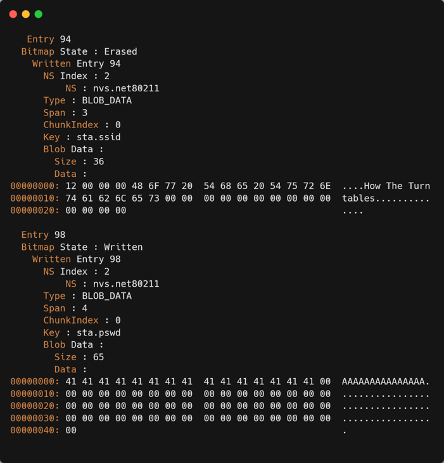 Entry 94
Bitmap State : Erased
Written Entry 94
NS Index : 2
NS : nvs.net80211
Type : BLOB_DATA
Span : 3
ChunkIndex : 0
Key : sta.ssid
Blob Data :
Size : 36
Data :
00000000: 12 00 00 00 48 6F 77 20  54 68 65 20 54 75 72 6E  ....How The Turn
00000010: 74 61 62 6C 65 73 00 00  00 00 00 00 00 00 00 00  tables..........
00000020: 00 00 00 00  ....
Entry 98
Bitmap State : Written
Written Entry 98
NS Index : 2
NS : nvs.net80211
Type : BLOB_DATA
Span : 4
ChunkIndex : 0
Key : sta.pswd
Blob Data :
Size : 65
Data :
00000000: 41 41 41 41 41 41 41 41  41 41 41 41 41 41 41 00  AAAAAAAAAAAAAAA.
00000010: 00 00 00 00 00 00 00 00  00 00 00 00 00 00 00 00  ................
00000020: 00 00 00 00 00 00 00 00  00 00 00 00 00 00 00 00  ................
00000030: 00 00 00 00 00 00 00 00  00 00 00 00 00 00 00 00  ................
00000040: 00  .